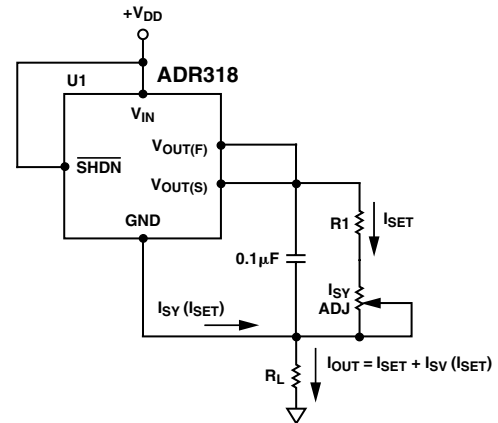 +VDD
U1
ADR318
VIN
VOUT(F)
SHDN
VOUT(S)
GND
R1
ISET
0.1µF
ISY
ADJ
ISY (ISET)
RL
IOUT = ISET + ISV (ISET)